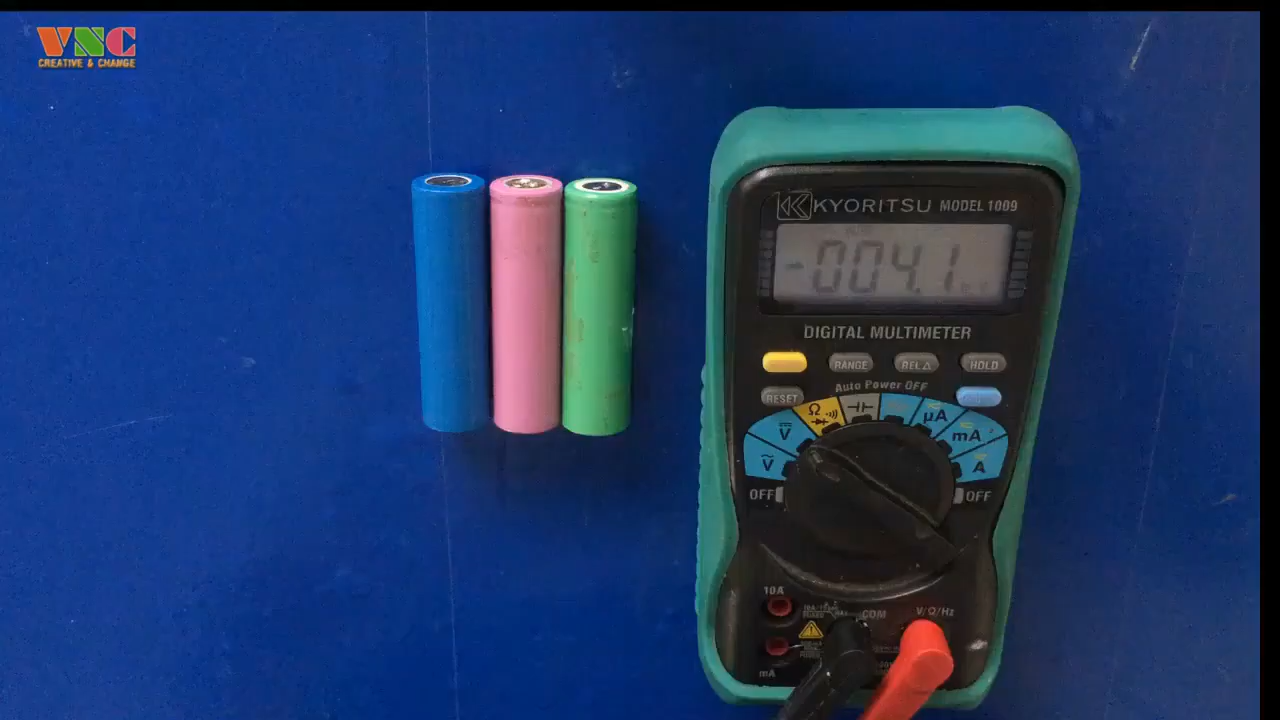 VNC
CREATIVE & CHANGE
KYORITSU MODEL 1009
-004.1
DIGITAL MULTIMETER
RANGE
REL△
HOLD
Auto Power OFF
RESET
Ω
μA
V
mA
V
A
OFF
OFF
10A
COM
V/Ω/Hz
mA